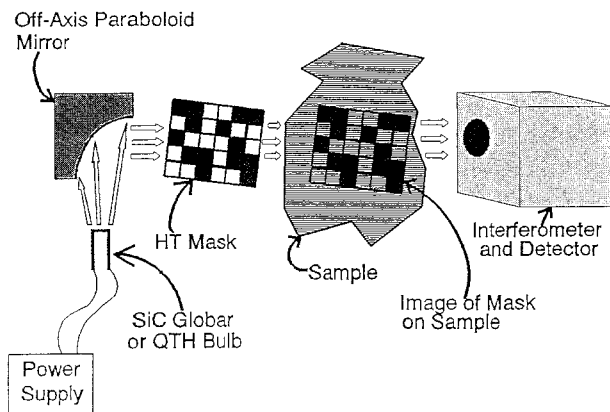 Off-Axis Paraboloid
Mirror
HT Mask
Sample
Interferometer
and Detector
Image of Mask
on Sample
SiC Globar
or QTH Bulb
Power
Supply